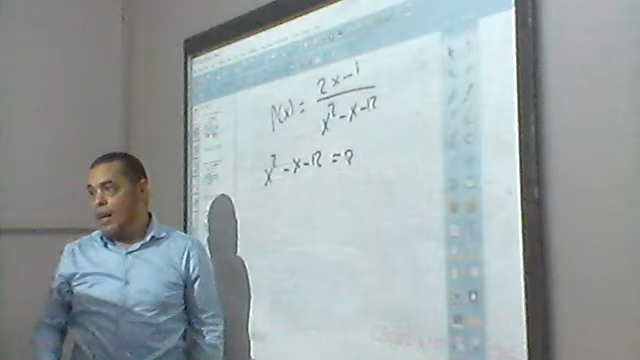 p(x) = (2x-1)/(x²-x-12)
x²-x-12 = ?